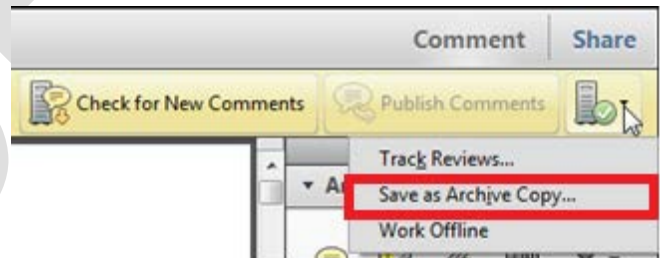 Comment Share
Check for New Comments Publish Comments
Track Reviews...
Save as Archive Copy...
Work Offline